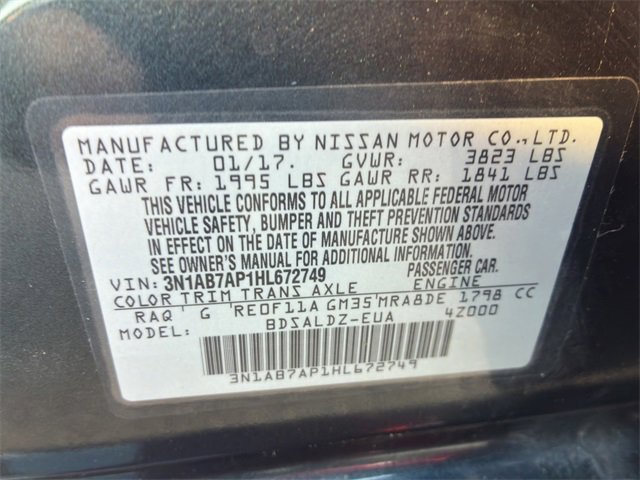 MANUFACTURED BY NISSAN MOTOR CO., LTD.
DATE: 01/17. GVWR: 3823 LBS
GAWR FR: 1995 LBS GAWR RR: 1841 LBS
THIS VEHICLE CONFORMS TO ALL APPLICABLE FEDERAL MOTOR
VEHICLE SAFETY, BUMPER AND THEFT PREVENTION STANDARDS
IN EFFECT ON THE DATE OF MANUFACTURE SHOWN ABOVE.
SEE OWNER'S MANUAL FOR ADDITIONAL INFORMATION.
VIN: 3N1AB7AP1HL672749 PASSENGER CAR.
COLOR TRIM TRANS AXLE ENGINE
RAQ G RE0F11A GM35 MRA8DE 1798 CC
MODEL: BDSALDZ-EUA 4Z000
3N1AB7AP1HL672749